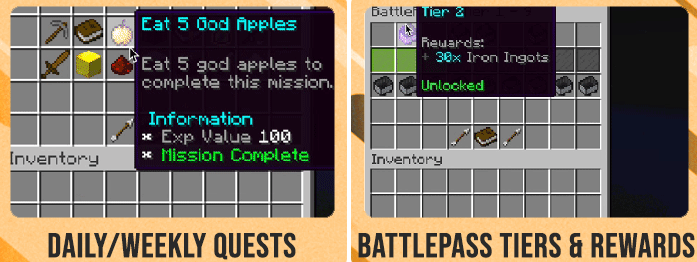 Eat 5 God Apples
Eat 5 god apples to
complete this mission.
Information
✖ Exp Value 100
✖ Mission Complete
Inventory
DAILY/WEEKLY QUESTS
Battlep
Tier 2
Rewards:
+ 30x Iron Ingots
Unlocked
Inventory
BATTLEPASS TIERS & REWARDS